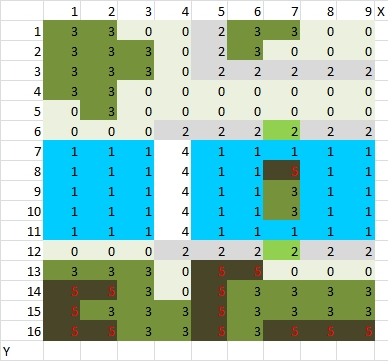 1 2 3 4 5 6 7 8 9 X
1 3 3 0 0 2 3 3 0 0
2 3 3 3 0 2 3 0 0 0
3 3 3 3 0 2 2 2 2 2
4 3 3 0 0 0 0 0 0 0
5 0 3 0 0 0 0 0 0 0
6 0 0 0 2 2 2 2 2 2
7 1 1 1 4 1 1 1 1 1
8 1 1 1 4 1 1 5 1 1
9 1 1 1 4 1 1 3 1 1
10 1 1 1 4 1 1 3 1 1
11 1 1 1 4 1 1 1 1 1
12 0 0 0 2 2 2 2 2 2
13 3 3 3 0 5 5 0 0 0
14 5 5 3 0 5 3 3 3 3
15 5 3 3 3 5 3 3 3 3
16 5 5 3 3 5 3 5 5 5
Y